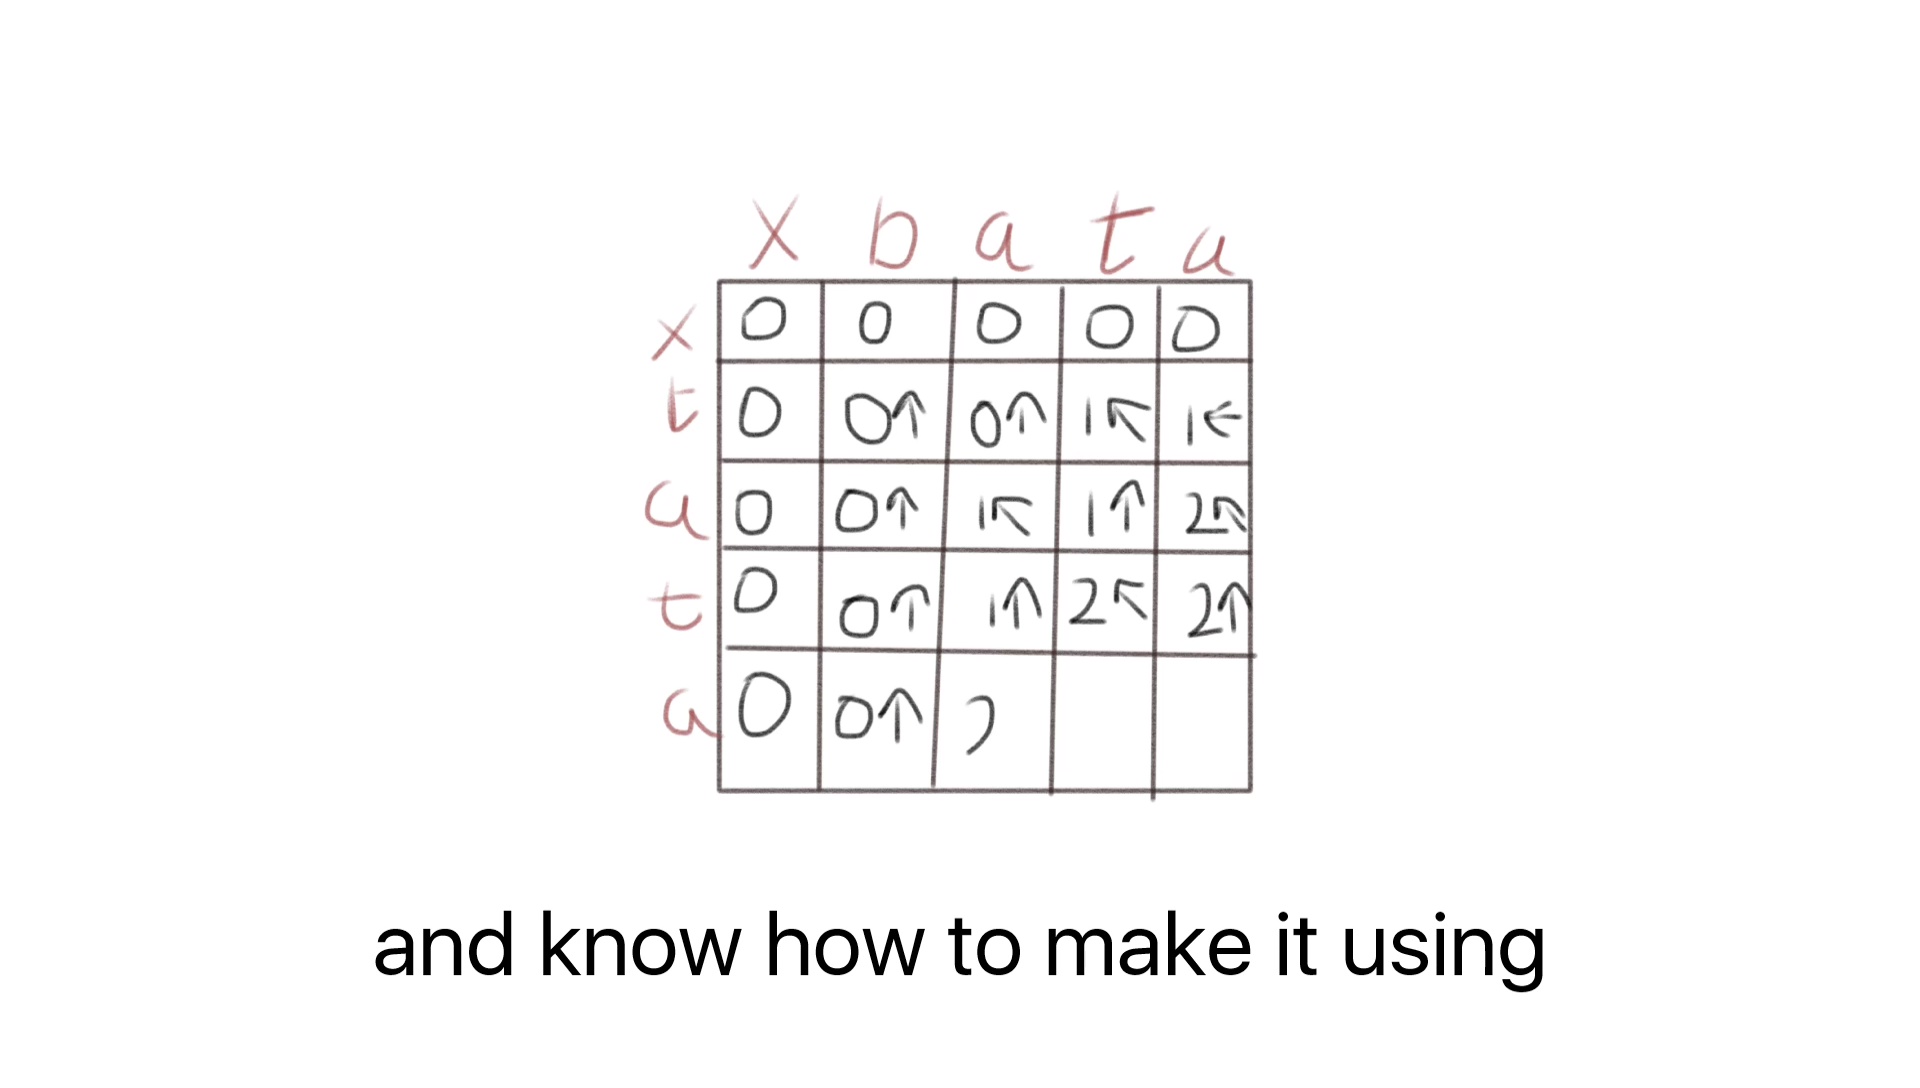 x b a t a
x 0 0 0 0 0
t 0 0↑ 0↑ 1↖ 1←
a 0 0↑ 1↖ 1↑ 2↖
t 0 0↑ 1↑ 2↖ 2↑
a 0 0↑
and know how to make it using